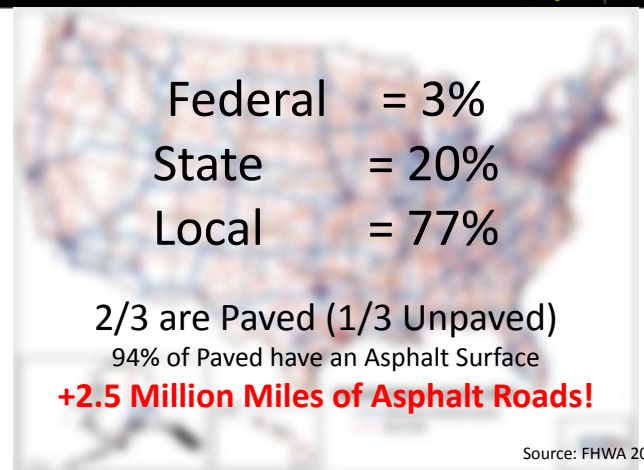 Federal = 3%
State = 20%
Local = 77%
2/3 are Paved (1/3 Unpaved)
94% of Paved have an Asphalt Surface
+2.5 Million Miles of Asphalt Roads!
Source: FHWA 20